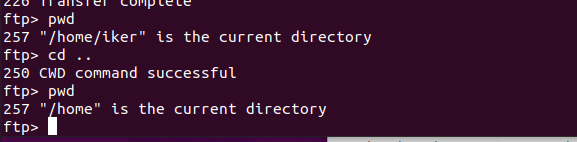 226 Transfer complete
ftp> pwd
257 "/home/iker" is the current directory
ftp> cd ..
250 CWD command successful
ftp> pwd
257 "/home" is the current directory
ftp>